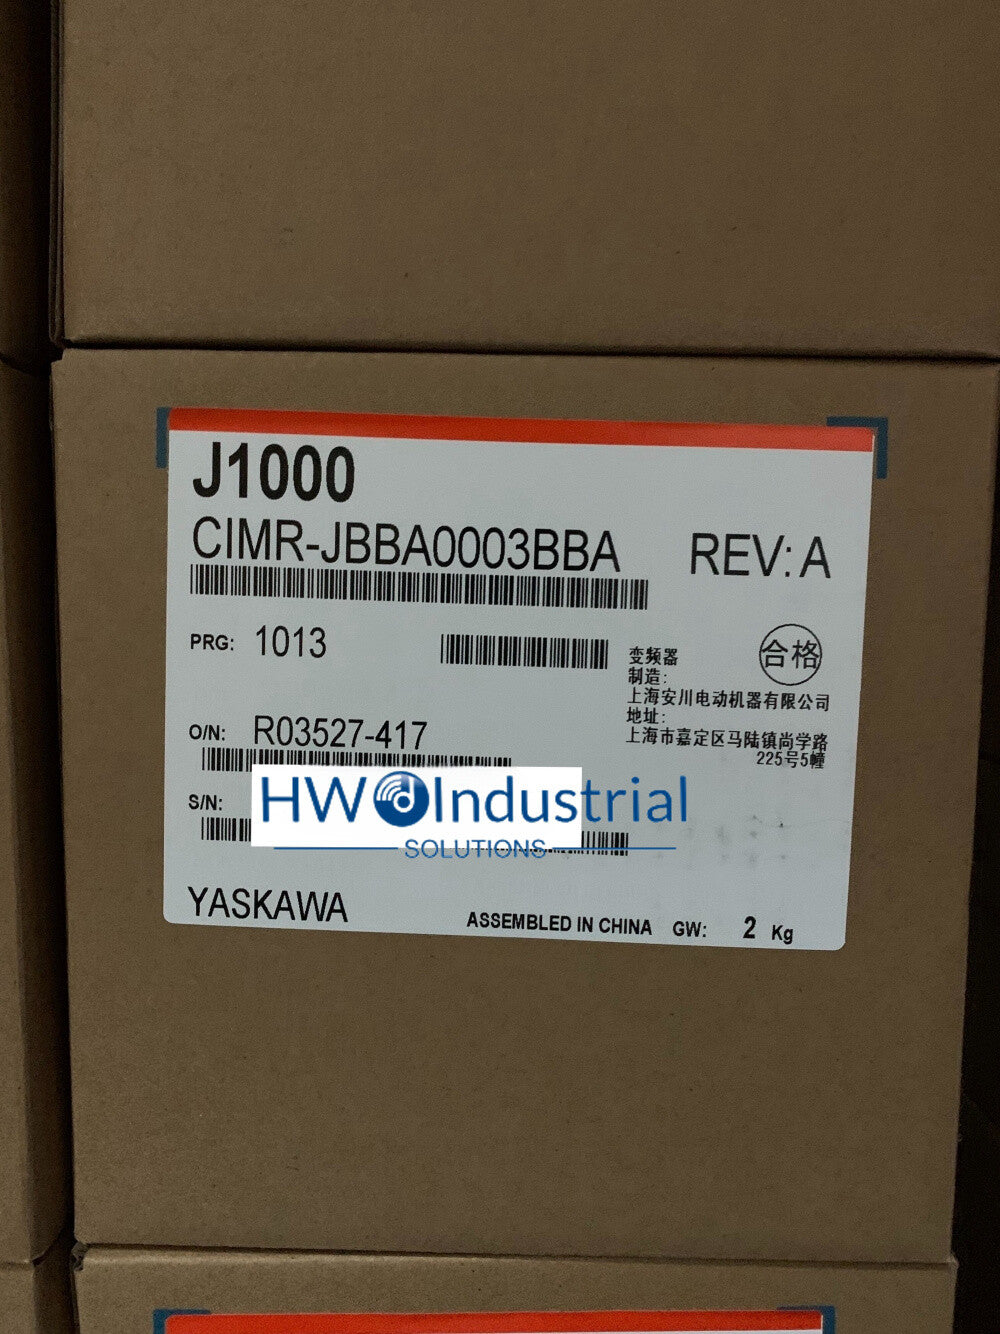 J1000
CIMR-JBBA0003BBA REV: A
PRG: 1013
合格
变频器
制造:
上海安川电动机器有限公司
地址:
上海市嘉定区马陆镇尚学路
225号5幢
O/N: R03527-417
S/N:
HW Industrial
SOLUTIONS
YASKAWA
ASSEMBLED IN CHINA GW: 2 Kg